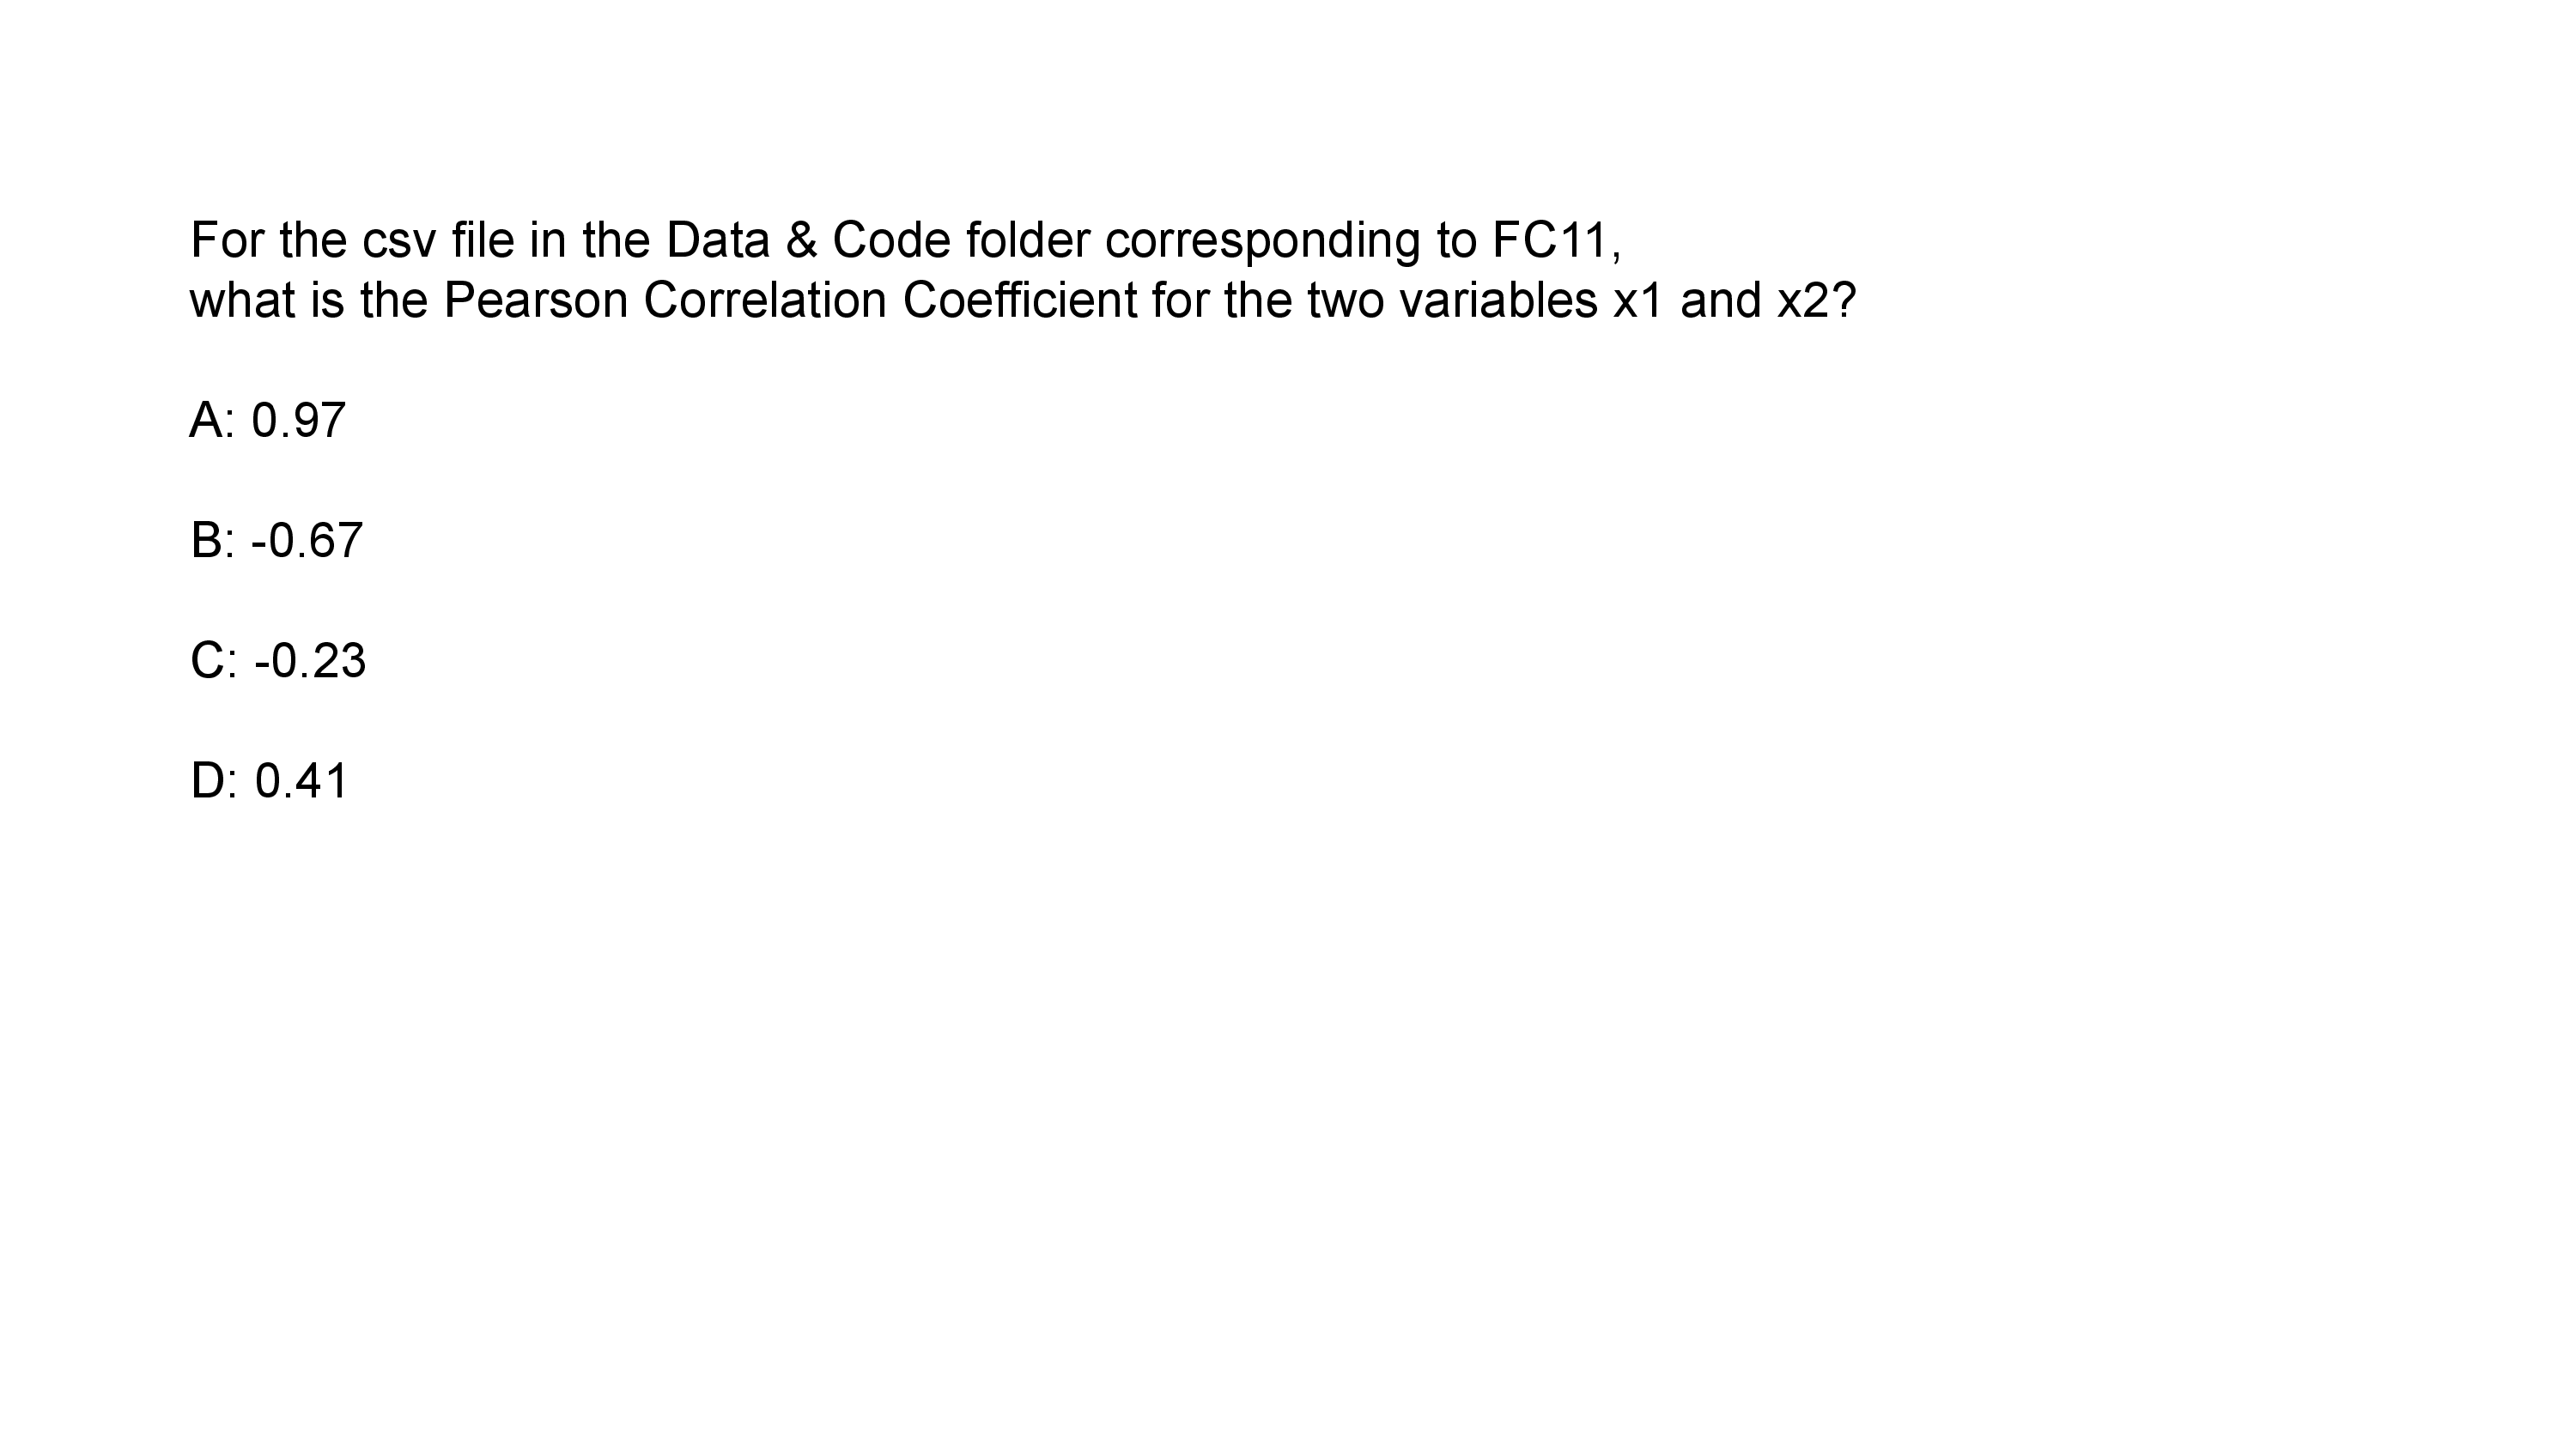 For the csv file in the Data & Code folder corresponding to FC11,
what is the Pearson Correlation Coefficient for the two variables x1 and x2?
A: 0.97
B: -0.67
C: -0.23
D: 0.41